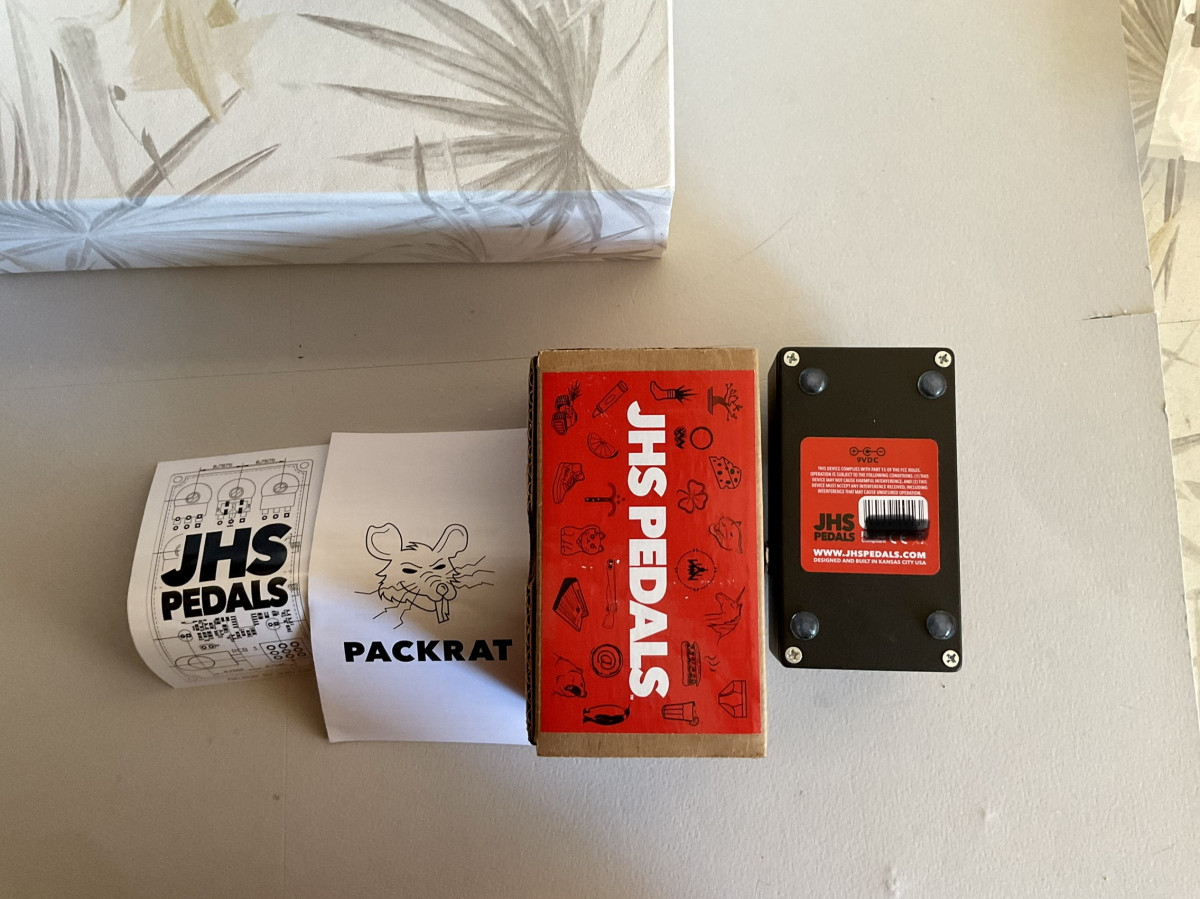 JHS
PEDALS
PACKRAT
JHS PEDALS
9VDC
THIS DEVICE COMPLIES WITH PART 15 OF THE FCC RULES.
OPERATION IS SUBJECT TO THE FOLLOWING CONDITIONS. (1) THIS
DEVICE MAY NOT CAUSE HARMFUL INTERFERENCE, AND (2) THIS
DEVICE MUST ACCEPT ANY INTERFERENCE RECEIVED, INCLUDING
INTERFERENCE THAT MAY CAUSE UNDESIRED OPERATION.
JHS
PEDALS
WWW.JHSPEDALS.COM
DESIGNED AND BUILT IN KANSAS CITY USA